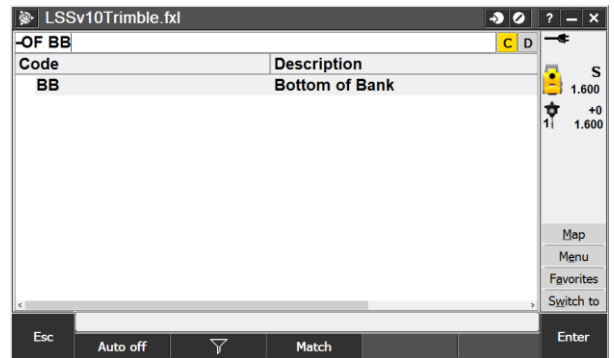 LSSv10Trimble.fxl
? – ×
-OF BB
C D
Code Description
BB Bottom of Bank
S
1.600
+0
1 1.600
Map
Menu
Favorites
Switch to
Esc
Auto off
Match
Enter